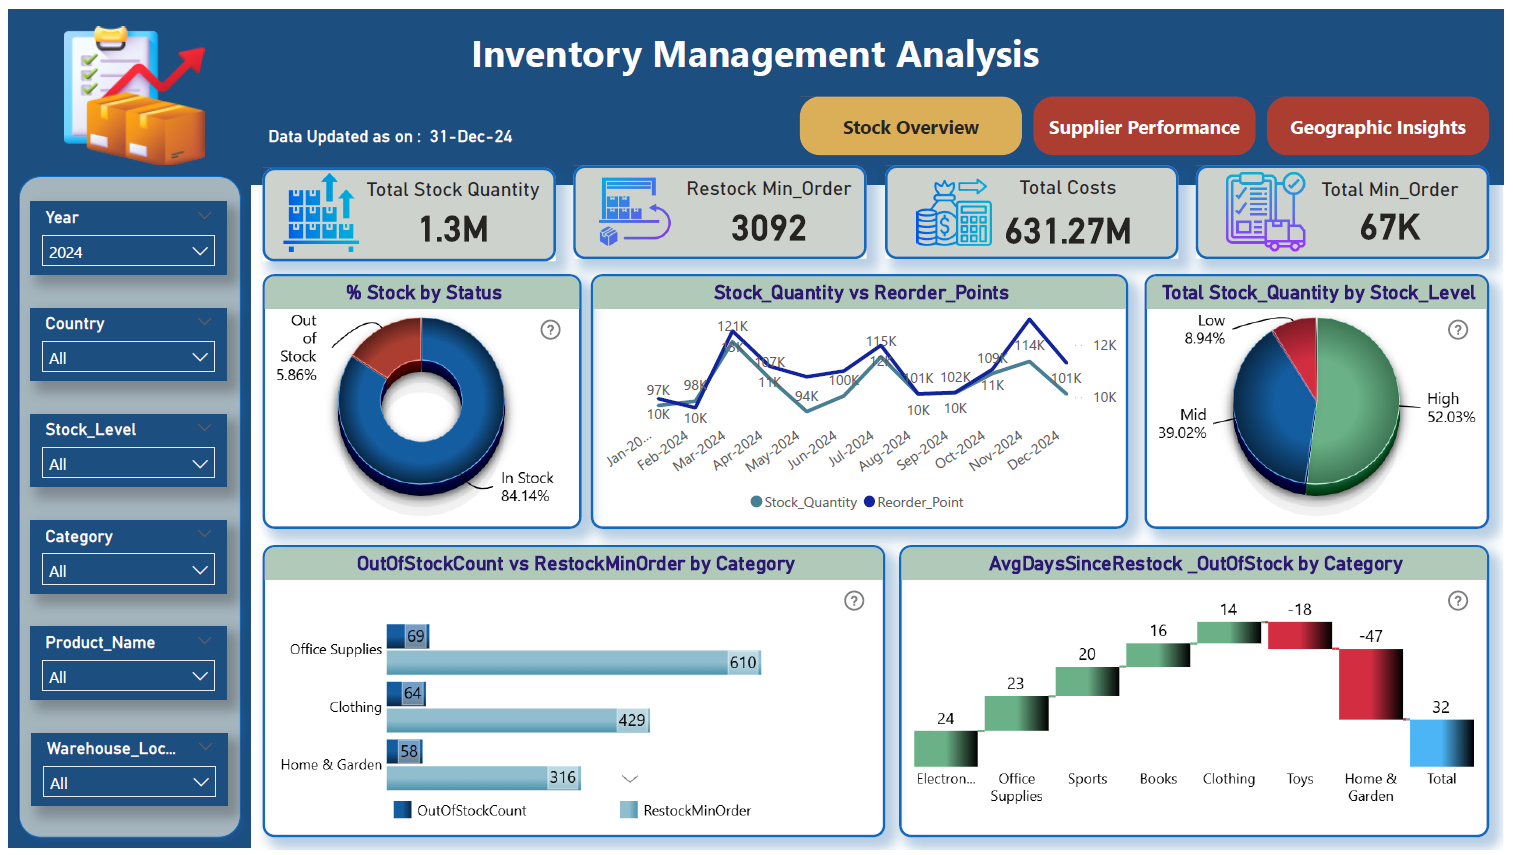 Inventory Management Analysis
Data Updated as on : 31-Dec-24
Stock Overview
Supplier Performance
Geographic Insights
Year
2024
Country
All
Stock_Level
All
Category
All
Product_Name
All
Warehouse_Loc...
All
Total Stock Quantity
1.3M
Restock Min_Order
3092
Total Costs
631.27M
Total Min_Order
67K
% Stock by Status
Out
of
Stock
5.86%
In Stock
84.14%
?
Stock_Quantity vs Reorder_Points
97K
98K
121K
107K
94K
100K
115K
101K
102K
109K
114K
101K
10K
10K
18K
11K
12K
10K
10K
11K
12K
10K
Jan-20...
Feb-2024
Mar-2024
Apr-2024
May-2024
Jun-2024
Jul-2024
Aug-2024
Sep-2024
Oct-2024
Nov-2024
Dec-2024
Stock_Quantity
Reorder_Point
Total Stock_Quantity by Stock_Level
Low
8.94%
Mid
39.02%
High
52.03%
?
OutOfStockCount vs RestockMinOrder by Category
?
Office Supplies
69
610
Clothing
64
429
Home & Garden
58
316
OutOfStockCount
RestockMinOrder
AvgDaysSinceRestock _OutOfStock by Category
?
24
23
20
16
14
-18
-47
32
Electron...
Office
Supplies
Sports
Books
Clothing
Toys
Home &
Garden
Total